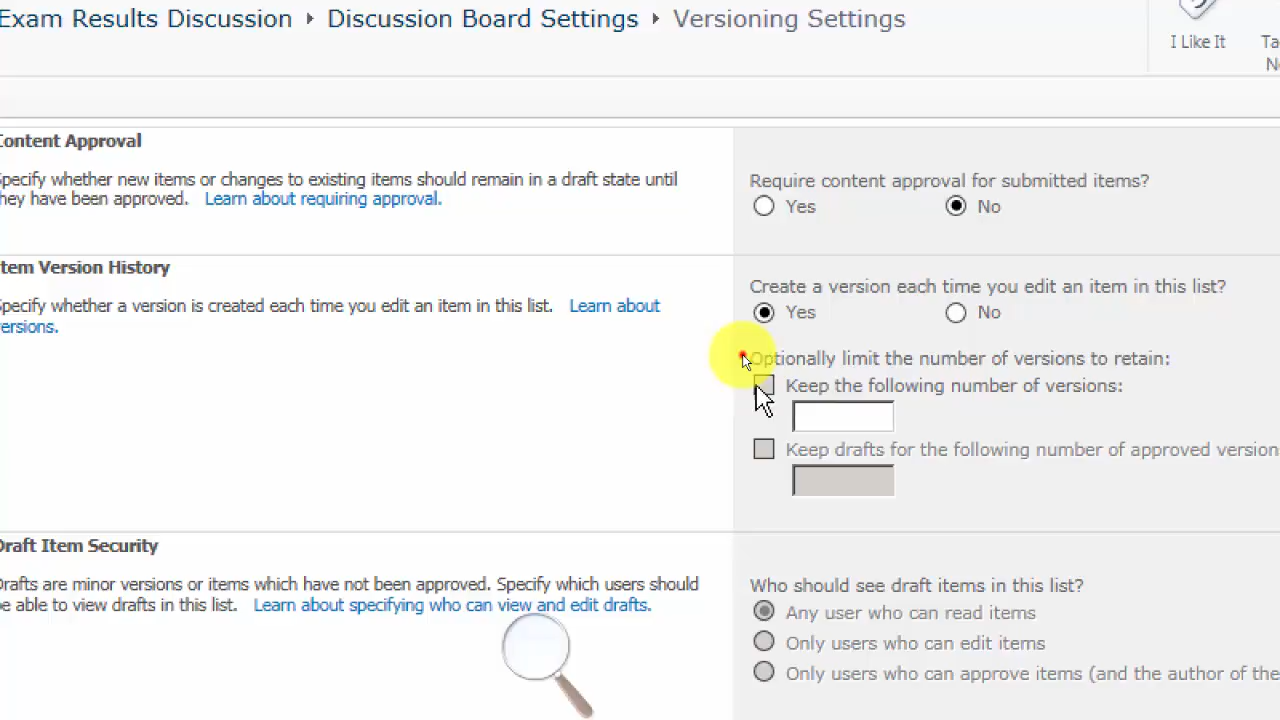 Exam Results Discussion ▸ Discussion Board Settings ▸ Versioning Settings
I Like It
Content Approval
Specify whether new items or changes to existing items should remain in a draft state until
they have been approved. Learn about requiring approval.
Require content approval for submitted items?
Yes No
Item Version History
Specify whether a version is created each time you edit an item in this list. Learn about
versions.
Create a version each time you edit an item in this list?
Yes No
Optionally limit the number of versions to retain:
Keep the following number of versions:
Keep drafts for the following number of approved version
Draft Item Security
Drafts are minor versions or items which have not been approved. Specify which users should
be able to view drafts in this list. Learn about specifying who can view and edit drafts.
Who should see draft items in this list?
Any user who can read items
Only users who can edit items
Only users who can approve items (and the author of the